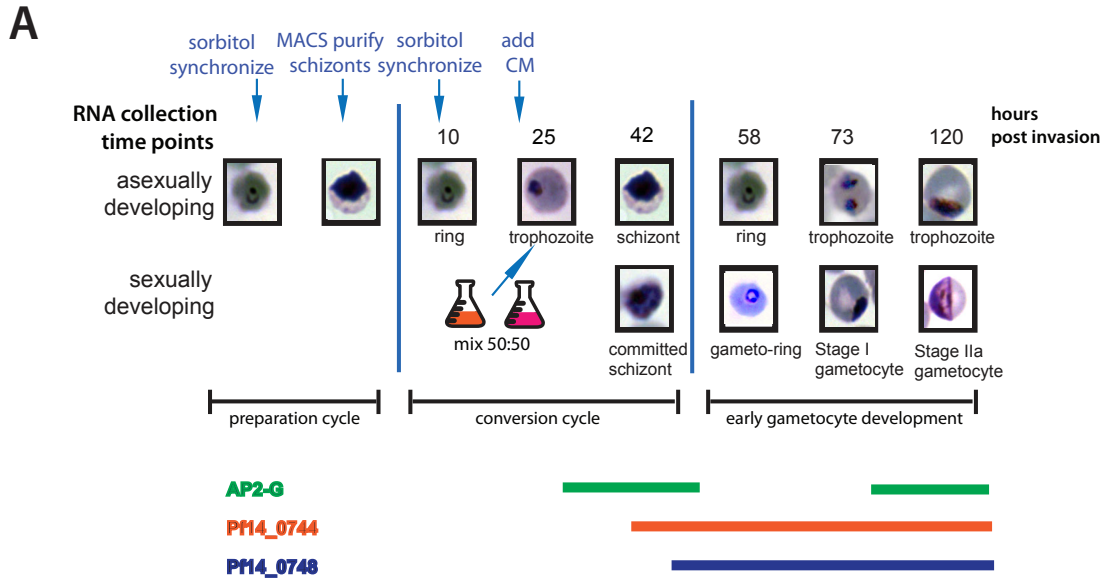 A
sorbitol synchronize
MACS purify schizonts
sorbitol synchronize
add CM
RNA collection time points
10 25 42 58 73 120
hours post invasion
asexually developing
ring trophozoite schizont ring trophozoite trophozoite
sexually developing
mix 50:50
committed schizont
gameto-ring
Stage I gametocyte
Stage IIa gametocyte
preparation cycle conversion cycle early gametocyte development
AP2-G
Pf14_0744
Pf14_0748